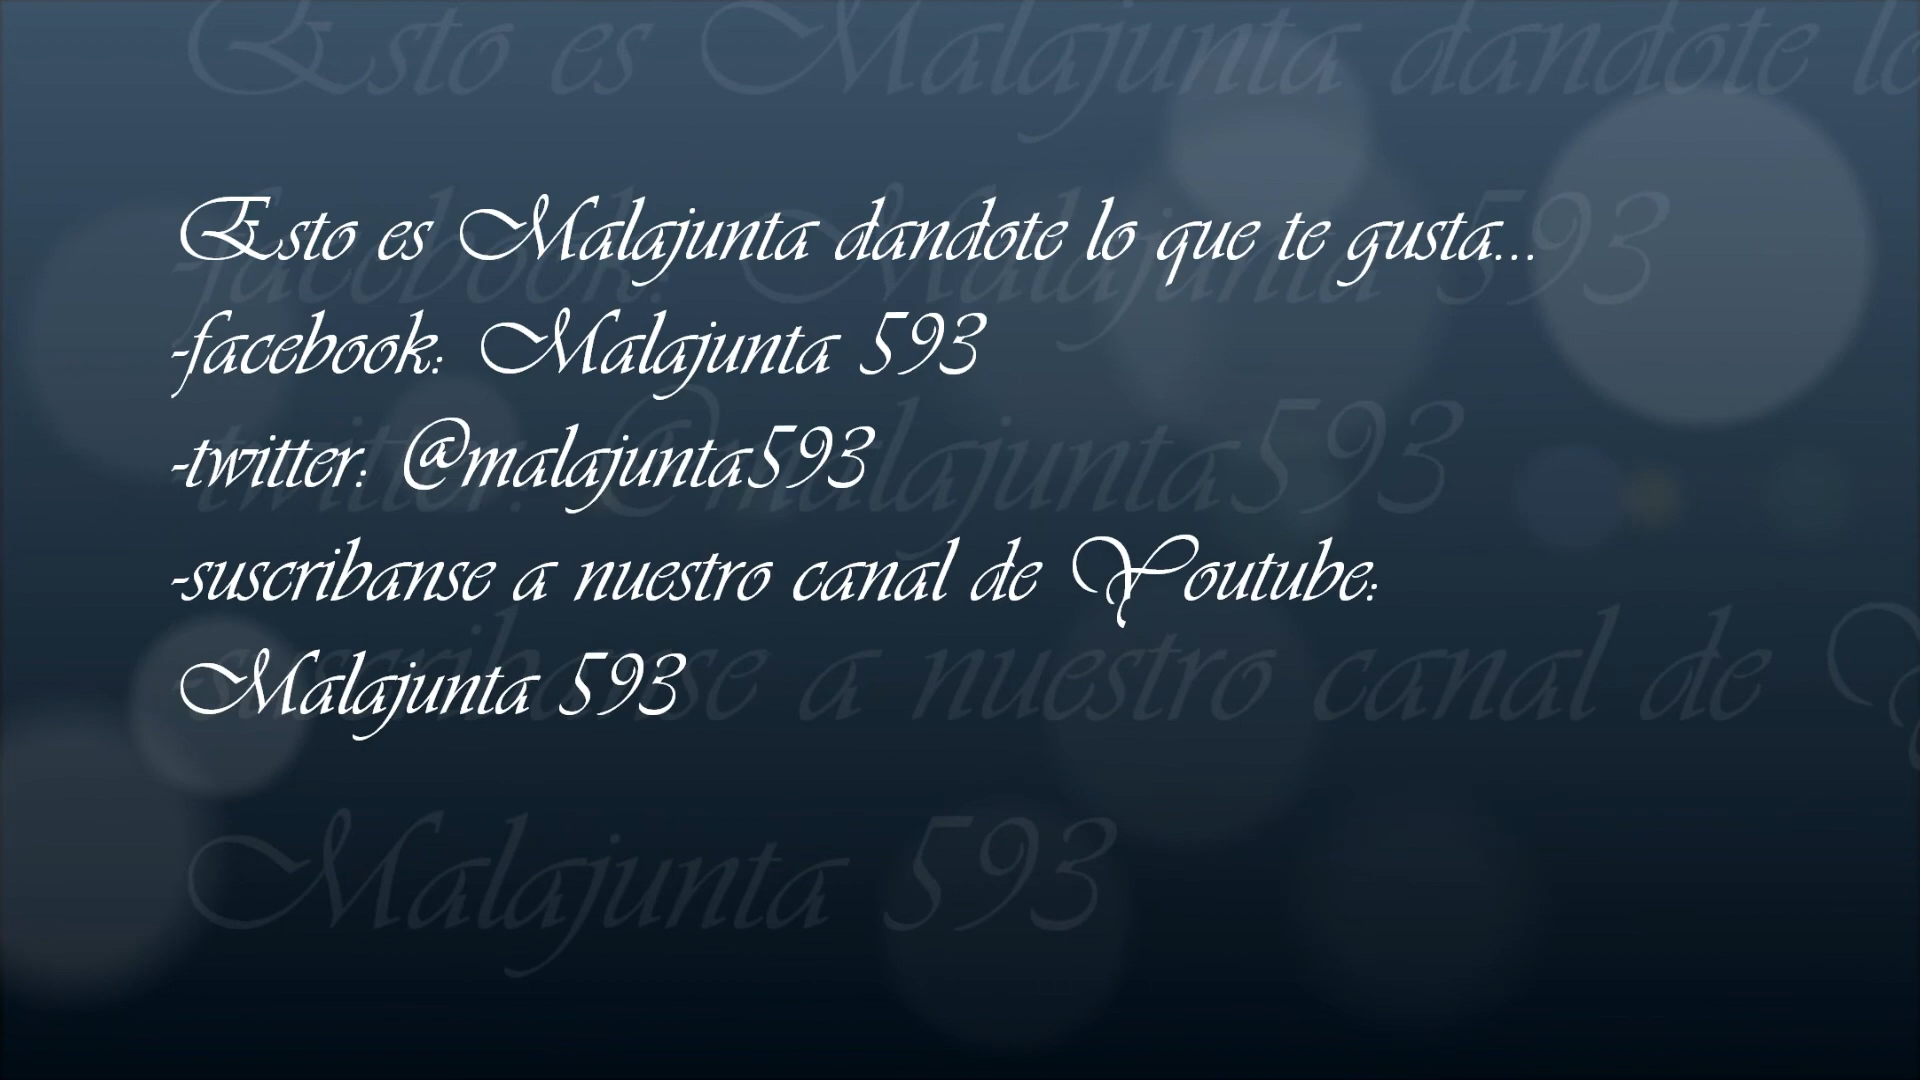 Esto es Malajunta dandote lo que te gusta...
-facebook: Malajunta 593
-twitter: @malajunta593
-suscribanse a nuestro canal de Youtube:
Malajunta 593